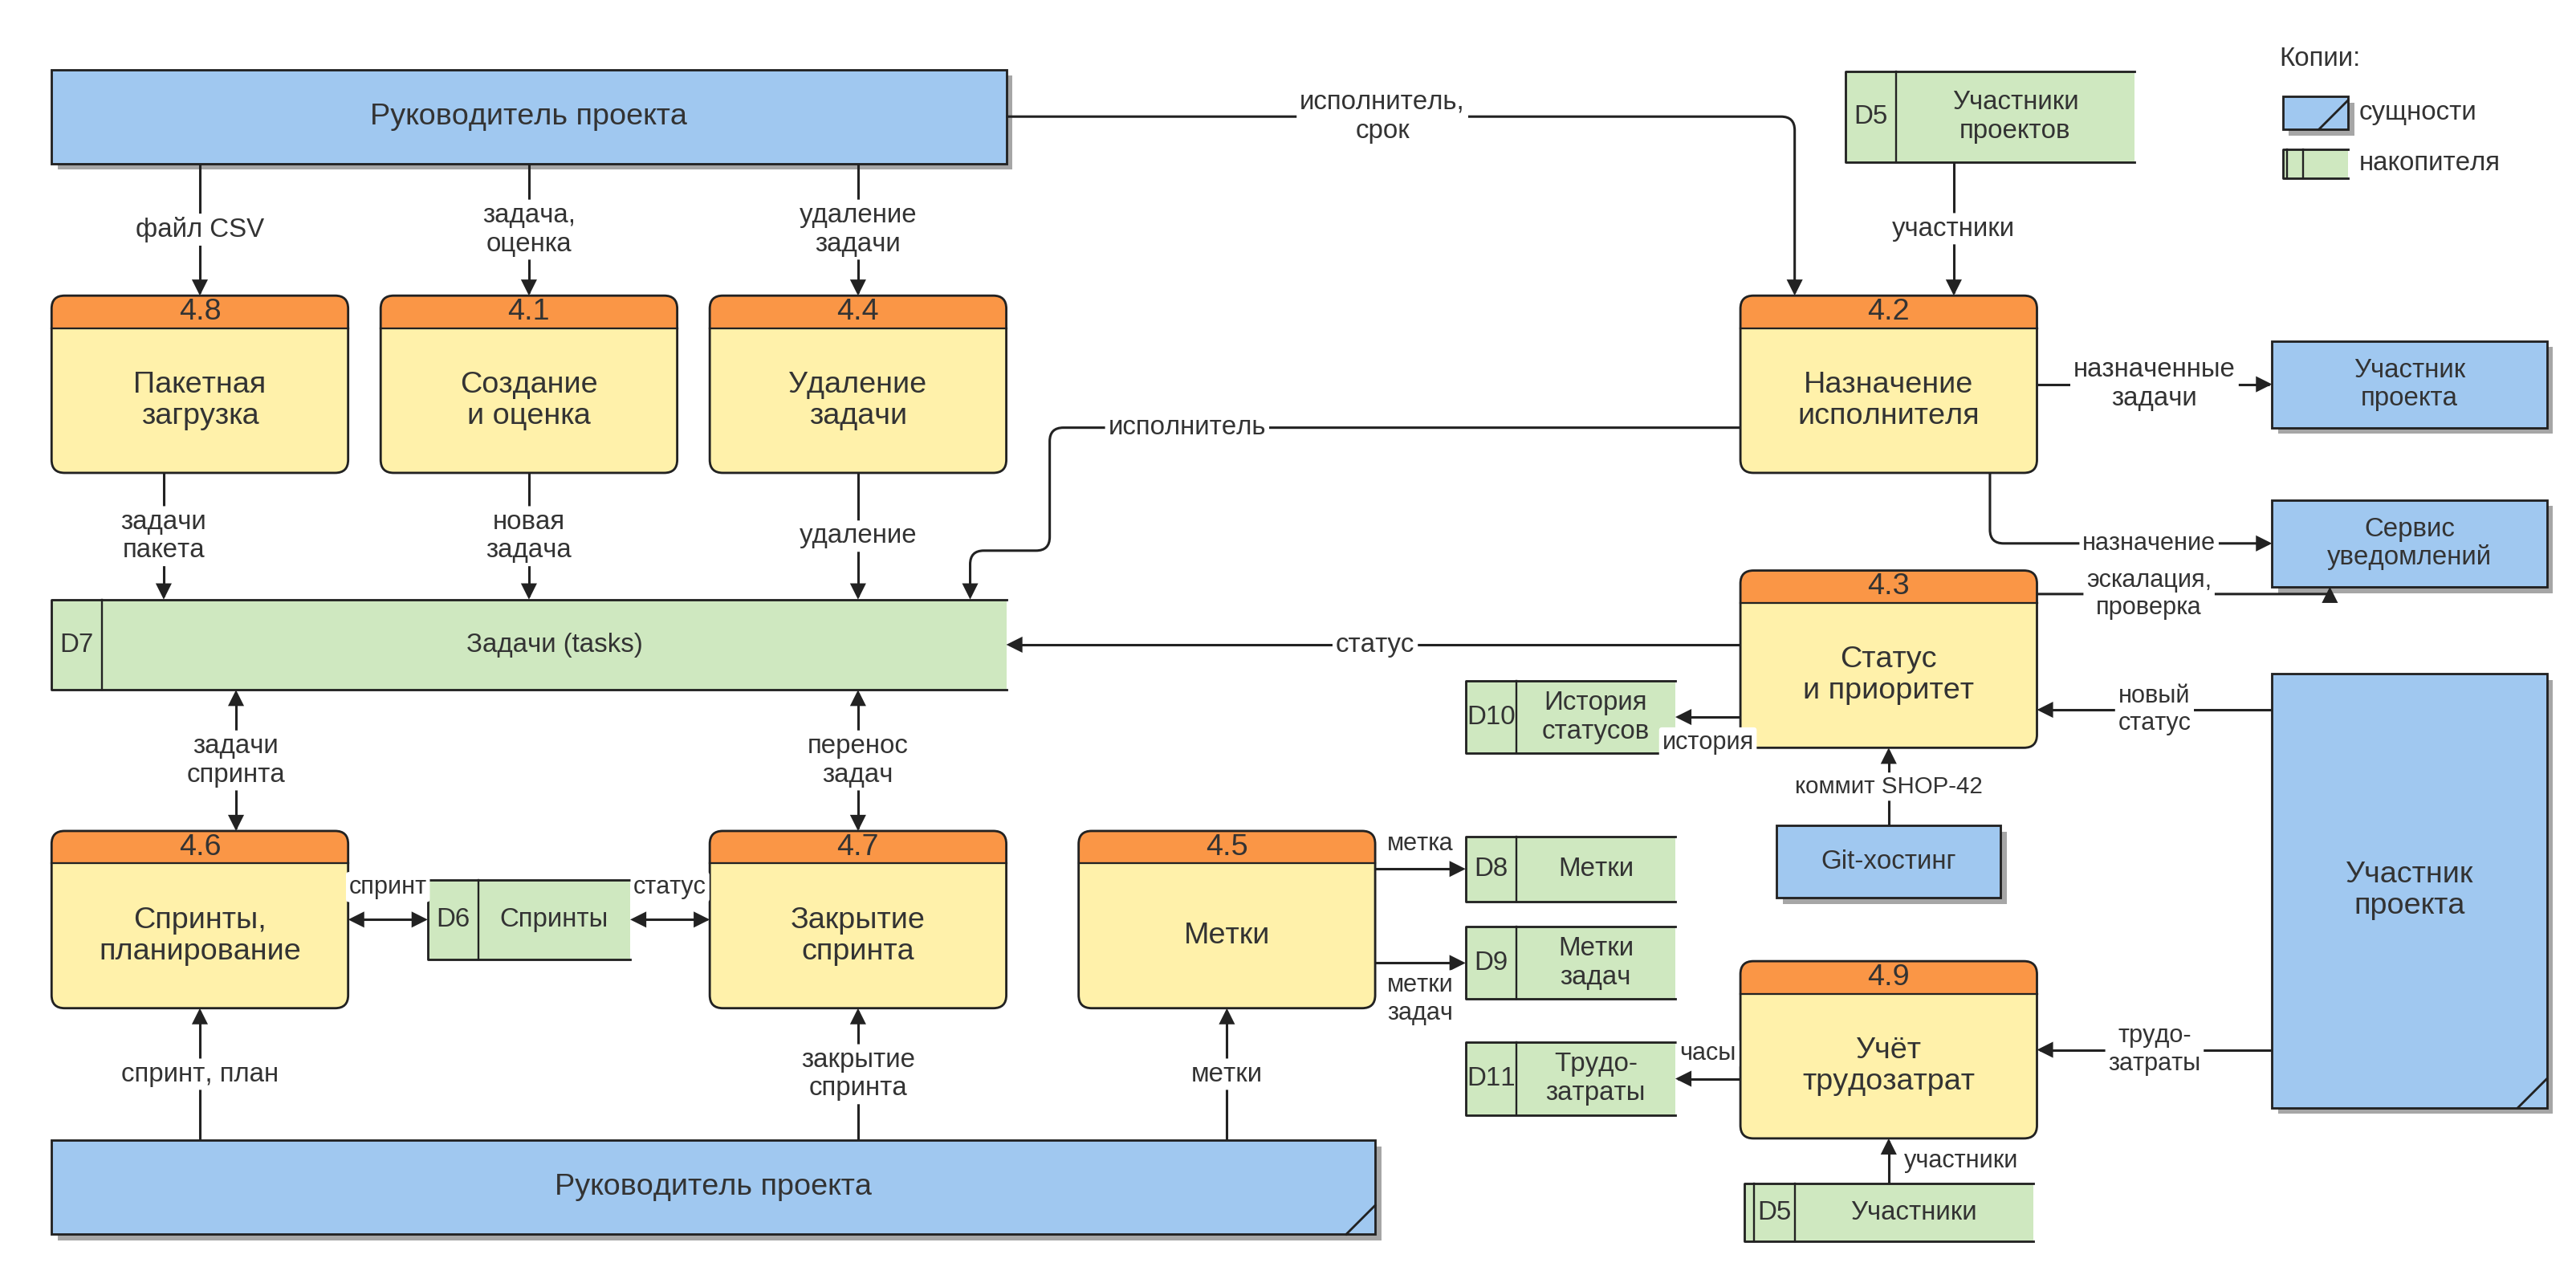 Копии:
сущности
накопителя
Руководитель проекта
исполнитель,
срок
D5
Участники
проектов
файл CSV
задача,
оценка
удаление
задачи
участники
4.8
Пакетная
загрузка
4.1
Создание
и оценка
4.4
Удаление
задачи
4.2
Назначение
исполнителя
назначенные
задачи
Участник
проекта
исполнитель
задачи
пакета
новая
задача
удаление
назначение
Сервис
уведомлений
эскалация,
проверка
D7
Задачи (tasks)
статус
4.3
Статус
и приоритет
D10
История
статусов
история
новый
статус
Участник
проекта
задачи
спринта
перенос
задач
коммит SHOP-42
Git-хостинг
4.6
Спринты,
планирование
спринт
D6
Спринты
статус
4.7
Закрытие
спринта
4.5
Метки
метка
D8
Метки
метки
задач
D9
Метки
задач
4.9
Учёт
трудозатрат
трудо-
затраты
часы
D11
Трудо-
затраты
спринт, план
закрытие
спринта
метки
участники
D5
Участники
Руководитель проекта